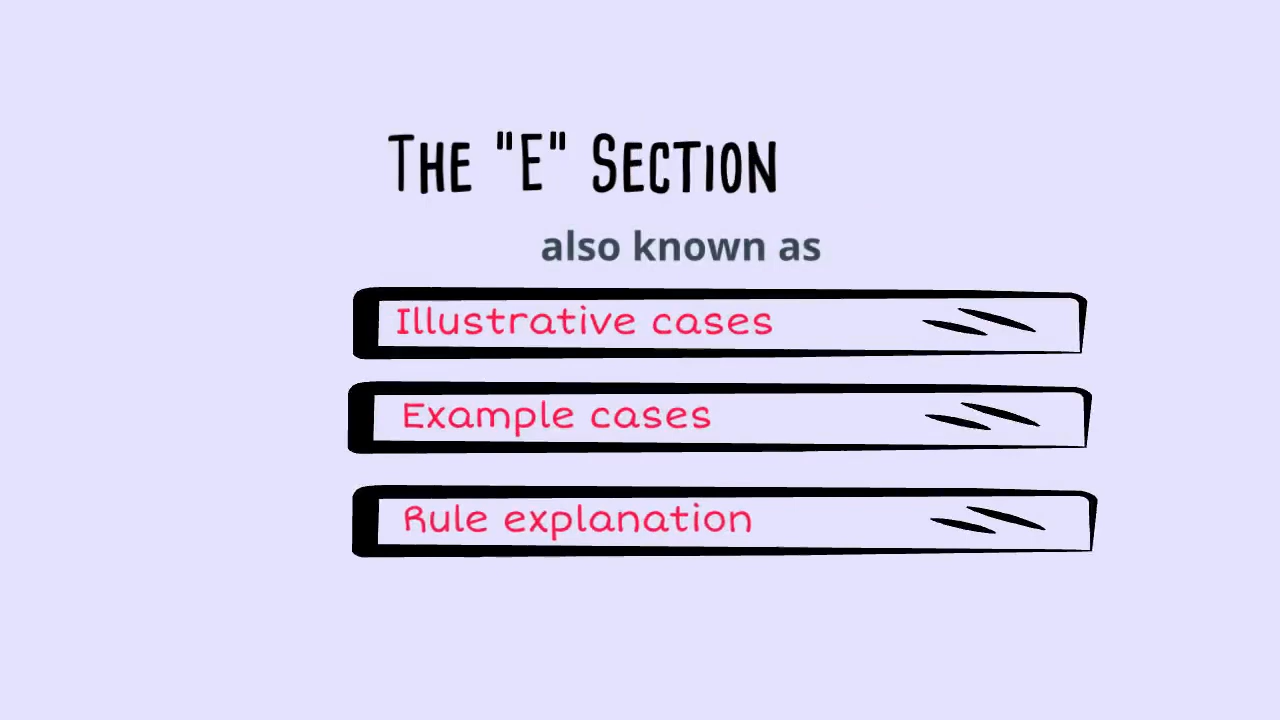 The "E" Section
also known as
Illustrative cases
Example cases
Rule explanation